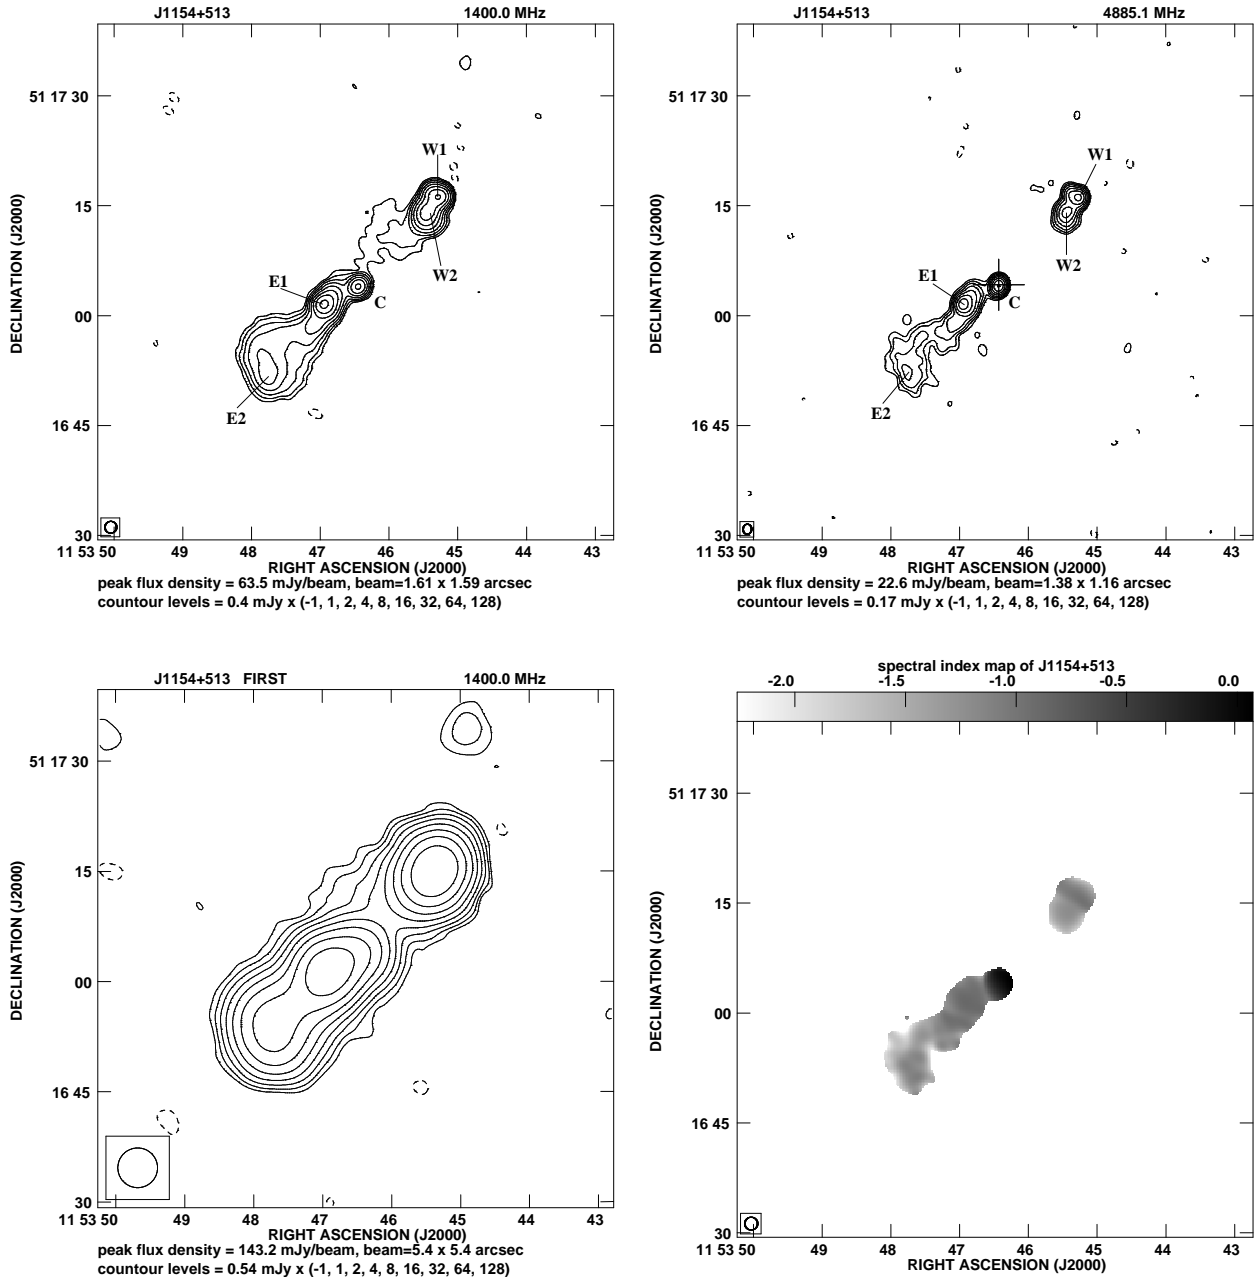 J1154+513 1400.0 MHz
51 17 30
15
00
16 45
30
DECLINATION (J2000)
W1
W2
E1
C
E2
11 53 50 49 48 47 46 45 44 43
RIGHT ASCENSION (J2000)
peak flux density = 63.5 mJy/beam, beam=1.61 x 1.59 arcsec
countour levels = 0.4 mJy x (-1, 1, 2, 4, 8, 16, 32, 64, 128)
J1154+513 4885.1 MHz
51 17 30
15
00
16 45
30
DECLINATION (J2000)
W1
W2
E1
C
E2
11 53 50 49 48 47 46 45 44 43
RIGHT ASCENSION (J2000)
peak flux density = 22.6 mJy/beam, beam=1.38 x 1.16 arcsec
countour levels = 0.17 mJy x (-1, 1, 2, 4, 8, 16, 32, 64, 128)
J1154+513 FIRST 1400.0 MHz
51 17 30
15
00
16 45
30
DECLINATION (J2000)
11 53 50 49 48 47 46 45 44 43
RIGHT ASCENSION (J2000)
peak flux density = 143.2 mJy/beam, beam=5.4 x 5.4 arcsec
countour levels = 0.54 mJy x (-1, 1, 2, 4, 8, 16, 32, 64, 128)
spectral index map of J1154+513
-2.0 -1.5 -1.0 -0.5 0.0
51 17 30
15
00
16 45
30
DECLINATION (J2000)
11 53 50 49 48 47 46 45 44 43
RIGHT ASCENSION (J2000)